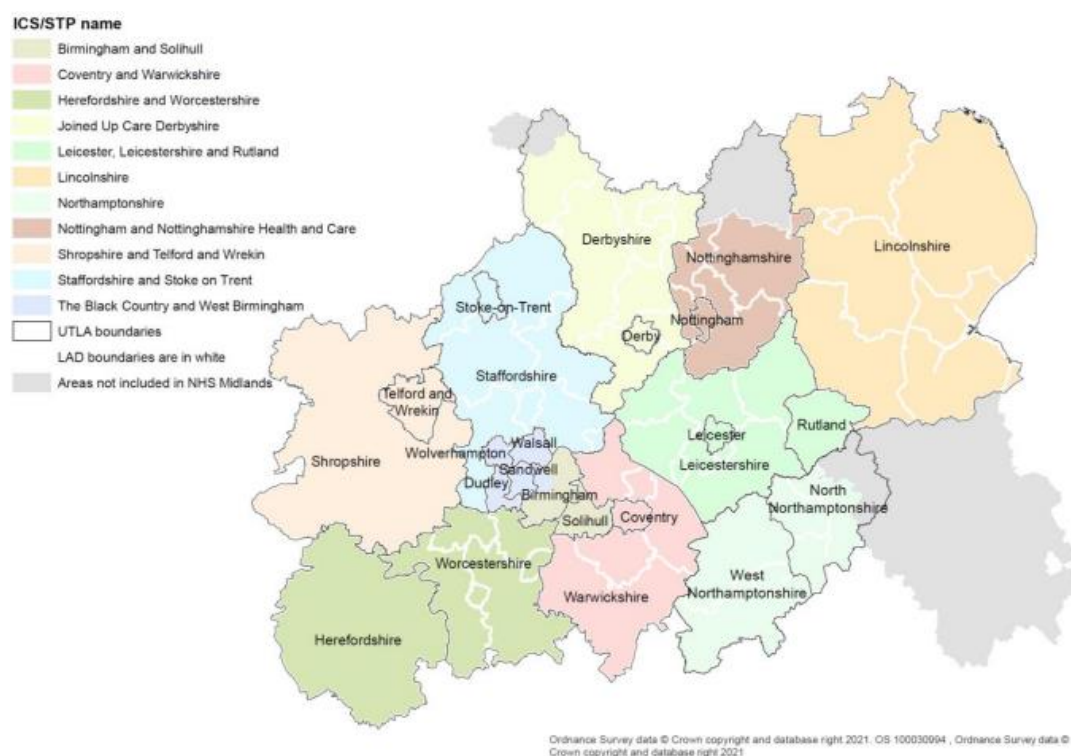 ICS/STP name
Birmingham and Solihull
Coventry and Warwickshire
Herefordshire and Worcestershire
Joined Up Care Derbyshire
Leicester, Leicestershire and Rutland
Lincolnshire
Northamptonshire
Nottingham and Nottinghamshire Health and Care
Shropshire and Telford and Wrekin
Staffordshire and Stoke on Trent
The Black Country and West Birmingham
UTLA boundaries
LAD boundaries are in white
Areas not included in NHS Midlands
Derbyshire
Nottinghamshire
Lincolnshire
Stoke-on-Trent
Nottingham
Derby
Staffordshire
Telford and
Wrekin
Rutland
Leicester
Leicestershire
Shropshire
Wolverhampton
Walsall
Sandwell
Dudley
Birmingham
Solihull
Coventry
North
Northamptonshire
Worcestershire
West
Northamptonshire
Warwickshire
Herefordshire
Ordnance Survey data © Crown copyright and database right 2021. OS 100030994 , Ordnance Survey data ©
Crown copyright and database right 2021